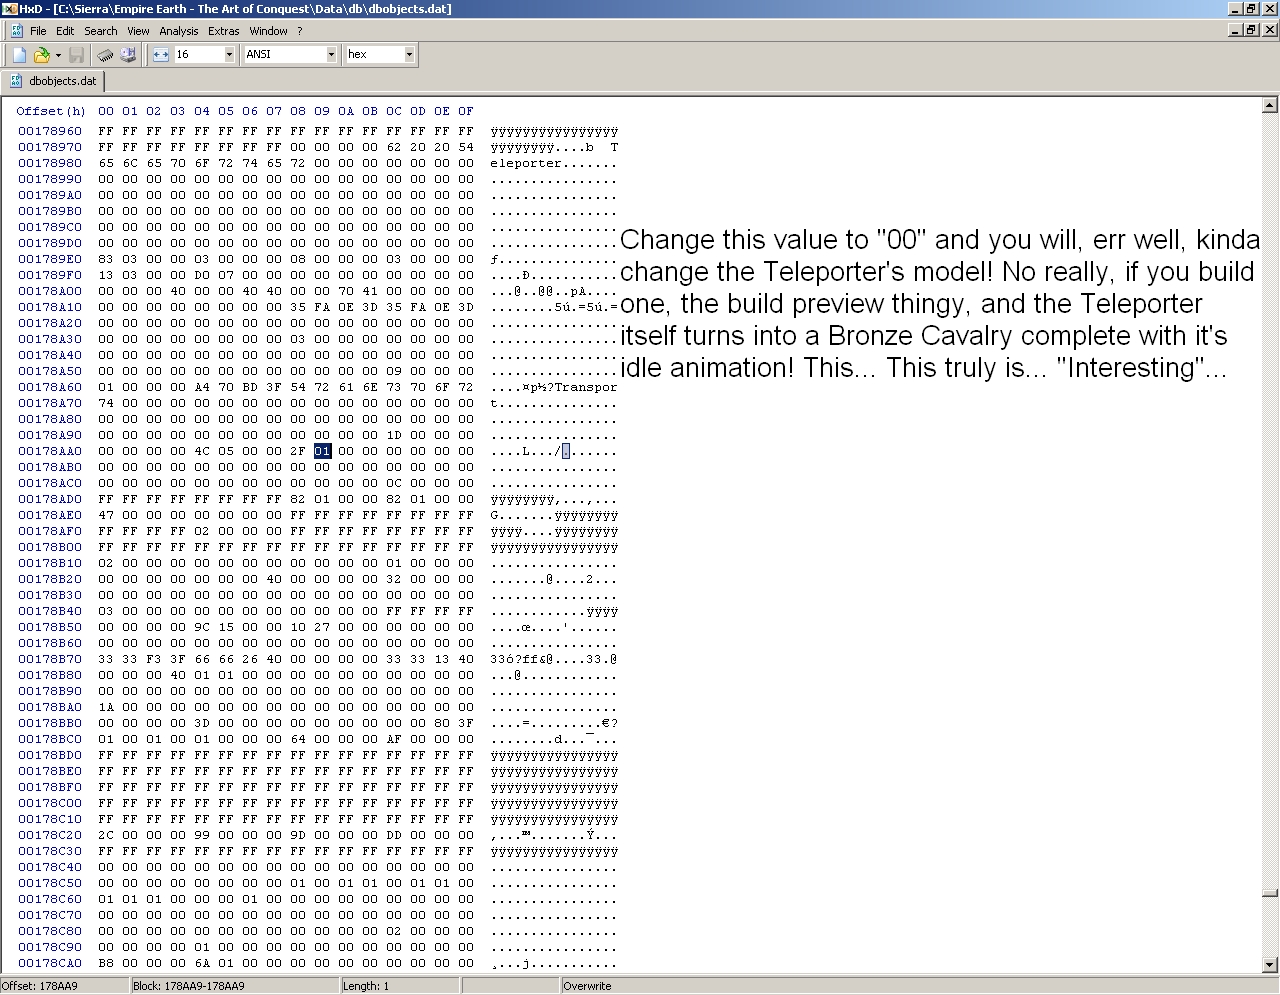 HxD - [C:\Sierra\Empire Earth - The Art of Conquest\Data\db\dbobjects.dat]
File Edit Search View Analysis Extras Window ?
16 ANSI hex
dbobjects.dat
Offset(h) 00 01 02 03 04 05 06 07 08 09 0A 0B 0C 0D 0E 0F
00178960 FF FF FF FF FF FF FF FF FF FF FF FF FF FF FF FF ÿÿÿÿÿÿÿÿÿÿÿÿÿÿÿÿ
00178970 FF FF FF FF FF FF FF FF 00 00 00 00 62 20 20 54 ÿÿÿÿÿÿÿÿ....b  T
00178980 65 6C 65 70 6F 72 74 65 72 00 00 00 00 00 00 00 eleporter.......
00178990 00 00 00 00 00 00 00 00 00 00 00 00 00 00 00 00 ................
001789A0 00 00 00 00 00 00 00 00 00 00 00 00 00 00 00 00 ................
001789B0 00 00 00 00 00 00 00 00 00 00 00 00 00 00 00 00 ................
001789C0 00 00 00 00 00 00 00 00 00 00 00 00 00 00 00 00 ................
001789D0 00 00 00 00 00 00 00 00 00 00 00 00 00 00 00 00 ................
001789E0 83 03 00 00 03 00 00 00 08 00 00 00 03 00 00 00 ƒ...............
001789F0 13 03 00 00 D0 07 00 00 00 00 00 00 00 00 00 00 ....Ð...........
00178A00 00 00 00 40 00 00 40 40 00 00 70 41 00 00 00 00 ...@..@@..pA....
00178A10 00 00 00 00 00 00 00 00 35 FA 0E 3D 35 FA 0E 3D ........5ú.=5ú.=
00178A20 00 00 00 00 00 00 00 00 00 00 00 00 00 00 00 00 ................
00178A30 00 00 00 00 00 00 00 00 03 00 00 00 00 00 00 00 ................
00178A40 00 00 00 00 00 00 00 00 00 00 00 00 00 00 00 00 ................
00178A50 00 00 00 00 00 00 00 00 00 00 00 00 09 00 00 00 ................
00178A60 01 00 00 00 A4 70 BD 3F 54 72 61 6E 73 70 6F 72 ....¤p½?Transpor
00178A70 74 00 00 00 00 00 00 00 00 00 00 00 00 00 00 00 t...............
00178A80 00 00 00 00 00 00 00 00 00 00 00 00 00 00 00 00 ................
00178A90 00 00 00 00 00 00 00 00 00 00 00 00 1D 00 00 00 ................
00178AA0 00 00 00 00 4C 05 00 00 2F 01 00 00 00 00 00 00 ....L.../.......
00178AB0 00 00 00 00 00 00 00 00 00 00 00 00 00 00 00 00 ................
00178AC0 00 00 00 00 00 00 00 00 00 00 00 00 0C 00 00 00 ................
00178AD0 FF FF FF FF FF FF FF FF 82 01 00 00 82 01 00 00 ÿÿÿÿÿÿÿÿ‚...‚...
00178AE0 47 00 00 00 00 00 00 00 FF FF FF FF FF FF FF FF G.......ÿÿÿÿÿÿÿÿ
00178AF0 FF FF FF FF 02 00 00 00 FF FF FF FF FF FF FF FF ÿÿÿÿ....ÿÿÿÿÿÿÿÿ
00178B00 FF FF FF FF FF FF FF FF FF FF FF FF FF FF FF FF ÿÿÿÿÿÿÿÿÿÿÿÿÿÿÿÿ
00178B10 02 00 00 00 00 00 00 00 00 00 00 00 01 00 00 00 ................
00178B20 00 00 00 00 00 00 00 40 00 00 00 00 32 00 00 00 .......@....2...
00178B30 00 00 00 00 00 00 00 00 00 00 00 00 00 00 00 00 ................
00178B40 03 00 00 00 00 00 00 00 00 00 00 00 FF FF FF FF ............ÿÿÿÿ
00178B50 00 00 00 00 9C 15 00 00 10 27 00 00 00 00 00 00 ....œ....'......
00178B60 00 00 00 00 00 00 00 00 00 00 00 00 00 00 00 00 ................
00178B70 33 33 F3 3F 66 66 26 40 00 00 00 00 33 33 13 40 33ó?ff&@....33.@
00178B80 00 00 00 40 01 01 00 00 00 00 00 00 00 00 00 00 ...@............
00178B90 00 00 00 00 00 00 00 00 00 00 00 00 00 00 00 00 ................
00178BA0 1A 00 00 00 00 00 00 00 00 00 00 00 00 00 00 00 ................
00178BB0 00 00 00 00 3D 00 00 00 00 00 00 00 00 00 80 3F ....=.........€?
00178BC0 01 00 01 00 01 00 00 00 64 00 00 00 AF 00 00 00 ........d...¯...
00178BD0 FF FF FF FF FF FF FF FF FF FF FF FF FF FF FF FF ÿÿÿÿÿÿÿÿÿÿÿÿÿÿÿÿ
00178BE0 FF FF FF FF FF FF FF FF FF FF FF FF FF FF FF FF ÿÿÿÿÿÿÿÿÿÿÿÿÿÿÿÿ
00178BF0 FF FF FF FF FF FF FF FF FF FF FF FF FF FF FF FF ÿÿÿÿÿÿÿÿÿÿÿÿÿÿÿÿ
00178C00 FF FF FF FF FF FF FF FF FF FF FF FF FF FF FF FF ÿÿÿÿÿÿÿÿÿÿÿÿÿÿÿÿ
00178C10 FF FF FF FF FF FF FF FF FF FF FF FF FF FF FF FF ÿÿÿÿÿÿÿÿÿÿÿÿÿÿÿÿ
00178C20 2C 00 00 00 99 00 00 00 9D 00 00 00 DD 00 00 00 ,...™.......Ý...
00178C30 FF FF FF FF FF FF FF FF FF FF FF FF FF FF FF FF ÿÿÿÿÿÿÿÿÿÿÿÿÿÿÿÿ
00178C40 00 00 00 00 00 00 00 00 00 00 00 00 00 00 00 00 ................
00178C50 00 00 00 00 00 00 00 00 01 00 01 01 00 01 01 00 ................
00178C60 01 01 01 00 00 00 01 00 00 00 00 00 00 00 00 00 ................
00178C70 00 00 00 00 00 00 00 00 00 00 00 00 00 00 00 00 ................
00178C80 00 00 00 00 00 00 00 00 00 00 00 00 02 00 00 00 ................
00178C90 00 00 00 00 01 00 00 00 00 00 00 00 00 00 00 00 ................
00178CA0 B8 00 00 00 6A 01 00 00 00 00 00 00 00 00 00 00 ¸...j...........
Change this value to "00" and you will, err well, kinda
change the Teleporter's model! No really, if you build
one, the build preview thingy, and the Teleporter
itself turns into a Bronze Cavalry complete with it's
idle animation! This... This truly is... "Interesting"...
Offset: 178AA9 Block: 178AA9-178AA9 Length: 1 Overwrite